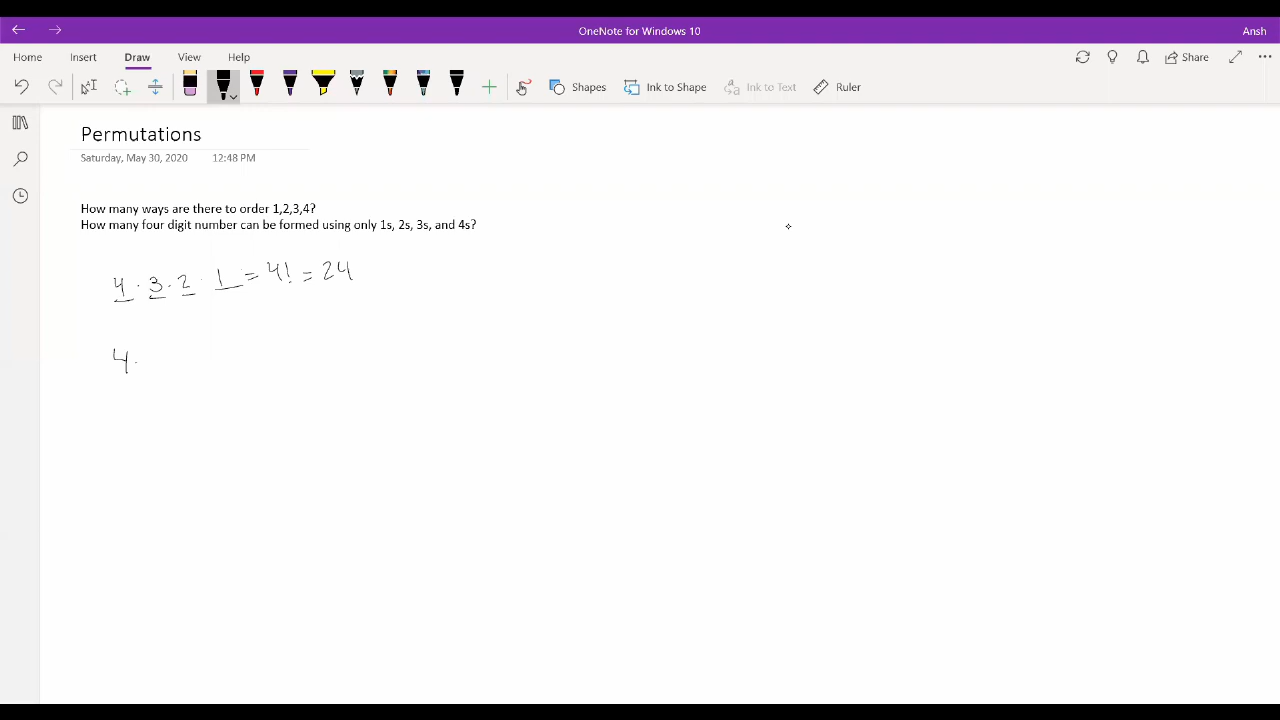 OneNote for Windows 10
Ansh
Home Insert Draw View Help
Share
Shapes Ink to Shape Ink to Text Ruler
Permutations
Saturday, May 30, 2020 12:48 PM
How many ways are there to order 1,2,3,4?
How many four digit number can be formed using only 1s, 2s, 3s, and 4s?
4 · 3 · 2 · 1 = 4! = 24
4 ·